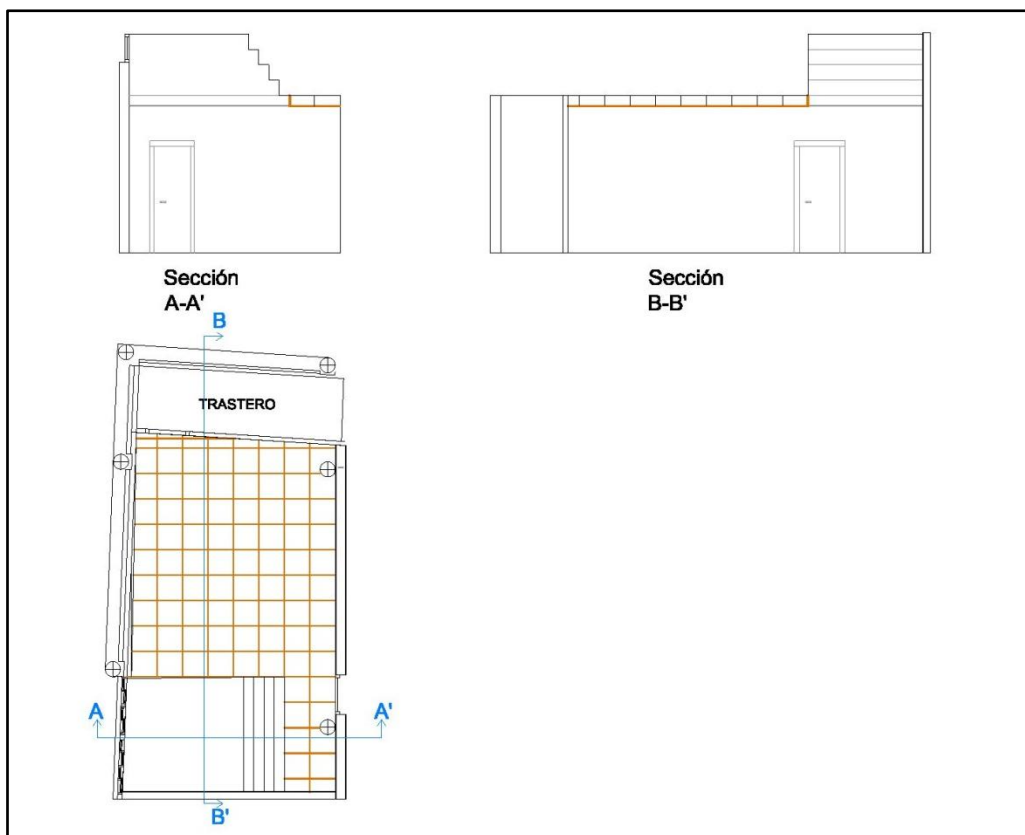 Sección
A-A'
Sección
B-B'
B
TRASTERO
A
A'
B'